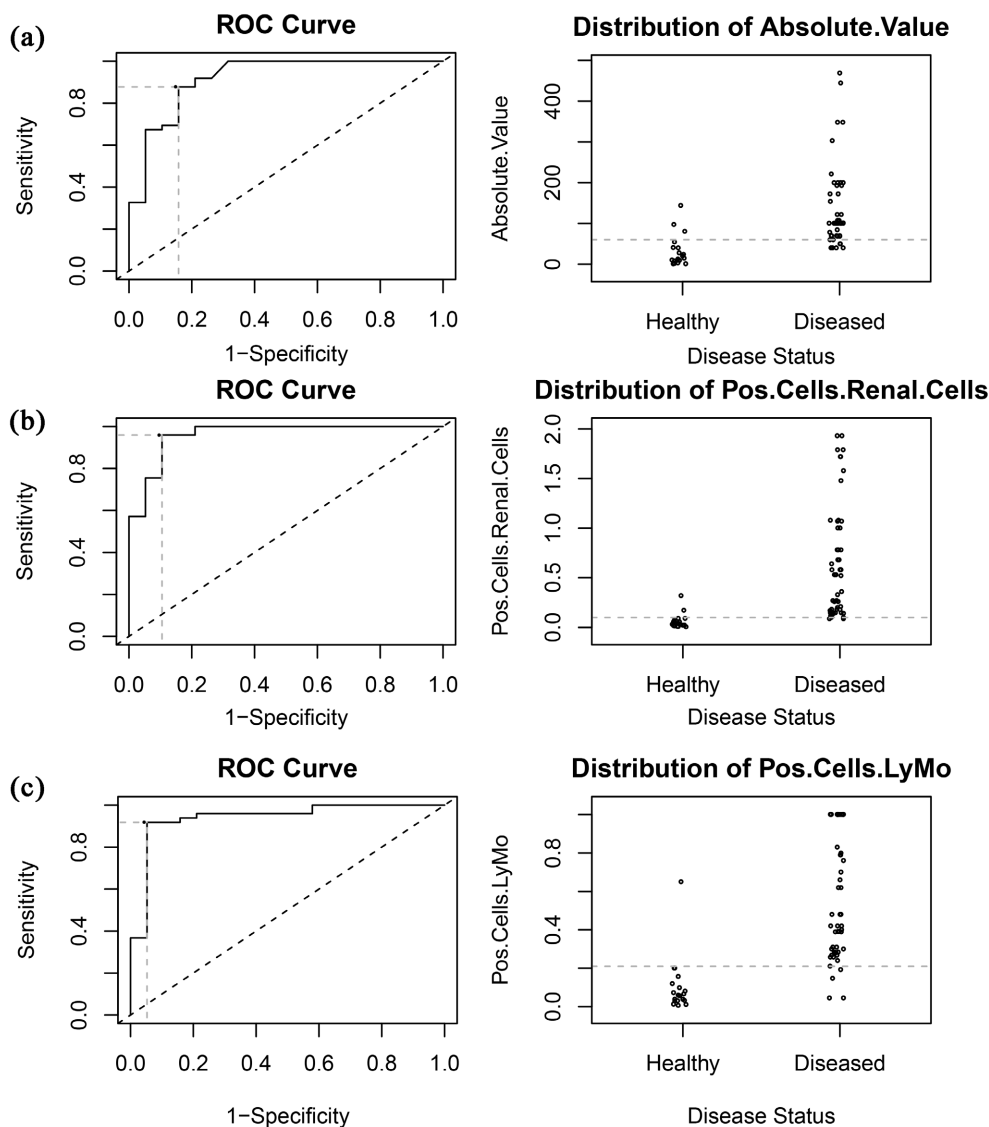 (a)
ROC Curve
Sensitivity
0.0 0.4 0.8
0.0 0.2 0.4 0.6 0.8 1.0
1−Specificity
Distribution of Absolute.Value
Absolute.Value
0 200 400
Healthy Diseased
Disease Status
(b)
ROC Curve
Sensitivity
0.0 0.4 0.8
0.0 0.2 0.4 0.6 0.8 1.0
1−Specificity
Distribution of Pos.Cells.Renal.Cells
Pos.Cells.Renal.Cells
0.0 0.5 1.0 1.5 2.0
Healthy Diseased
Disease Status
(c)
ROC Curve
Sensitivity
0.0 0.4 0.8
0.0 0.2 0.4 0.6 0.8 1.0
1−Specificity
Distribution of Pos.Cells.LyMo
Pos.Cells.LyMo
0.0 0.4 0.8
Healthy Diseased
Disease Status